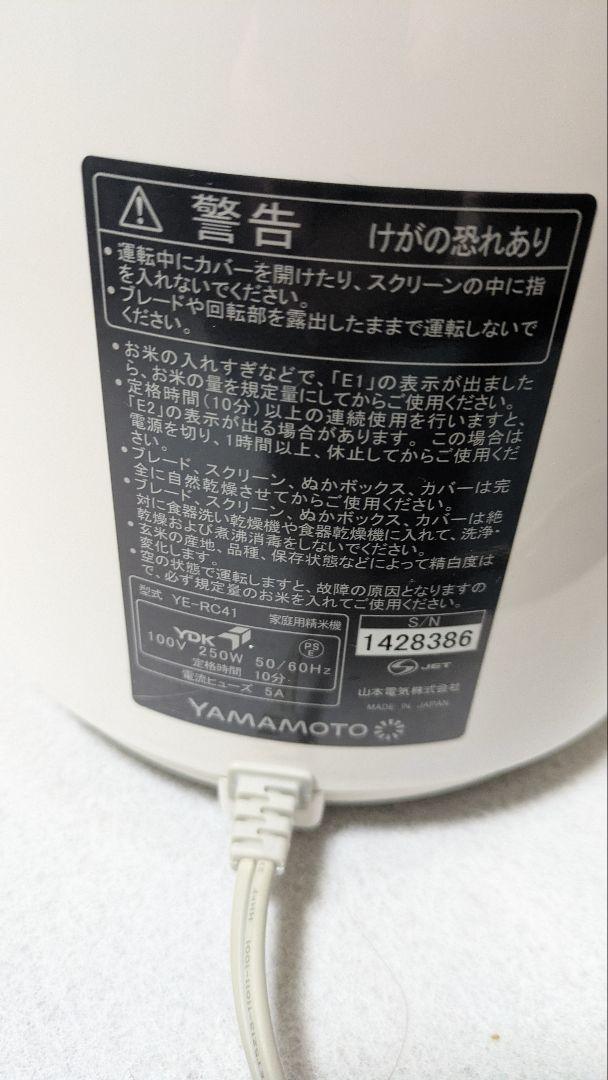 警告 けがの恐れあり
・運転中にカバーを開けたり、スクリーンの中に指
を入れないでください。
・ブレードや回転部を露出したままで運転しないで
ください。
・お米の入れすぎなどで、「E1」の表示が出ました
ら、お米の量を規定量にしてからご使用ください。
・定格時間(10分)以上の連続使用を行いますと、
「E2」の表示が出る場合があります。この場合は
電源を切り、1時間以上、休止してからご使用くだ
さい。
・ブレード、スクリーン、ぬかボックス、カバーは完
全に自然乾燥させてからご使用ください。
・ブレード、スクリーン、ぬかボックス、カバーは絶
対に食器洗い乾燥機や食器乾燥機に入れて、洗浄・
乾燥および煮沸消毒をしないでください。
・玄米の産地、品種、保存状態などによって精白度は
変化します。
・空の状態で運転しますと、故障の原因となりますの
で、必ず規定量のお米を入れてご使用ください。
型式 YE-RC41 家庭用精米機
YDK PS E
100V 250W 50/60Hz
定格時間 10分
電流ヒューズ 5A
S/N
1428386
JET
山本電気株式会社
MADE IN JAPAN
YAMAMOTO